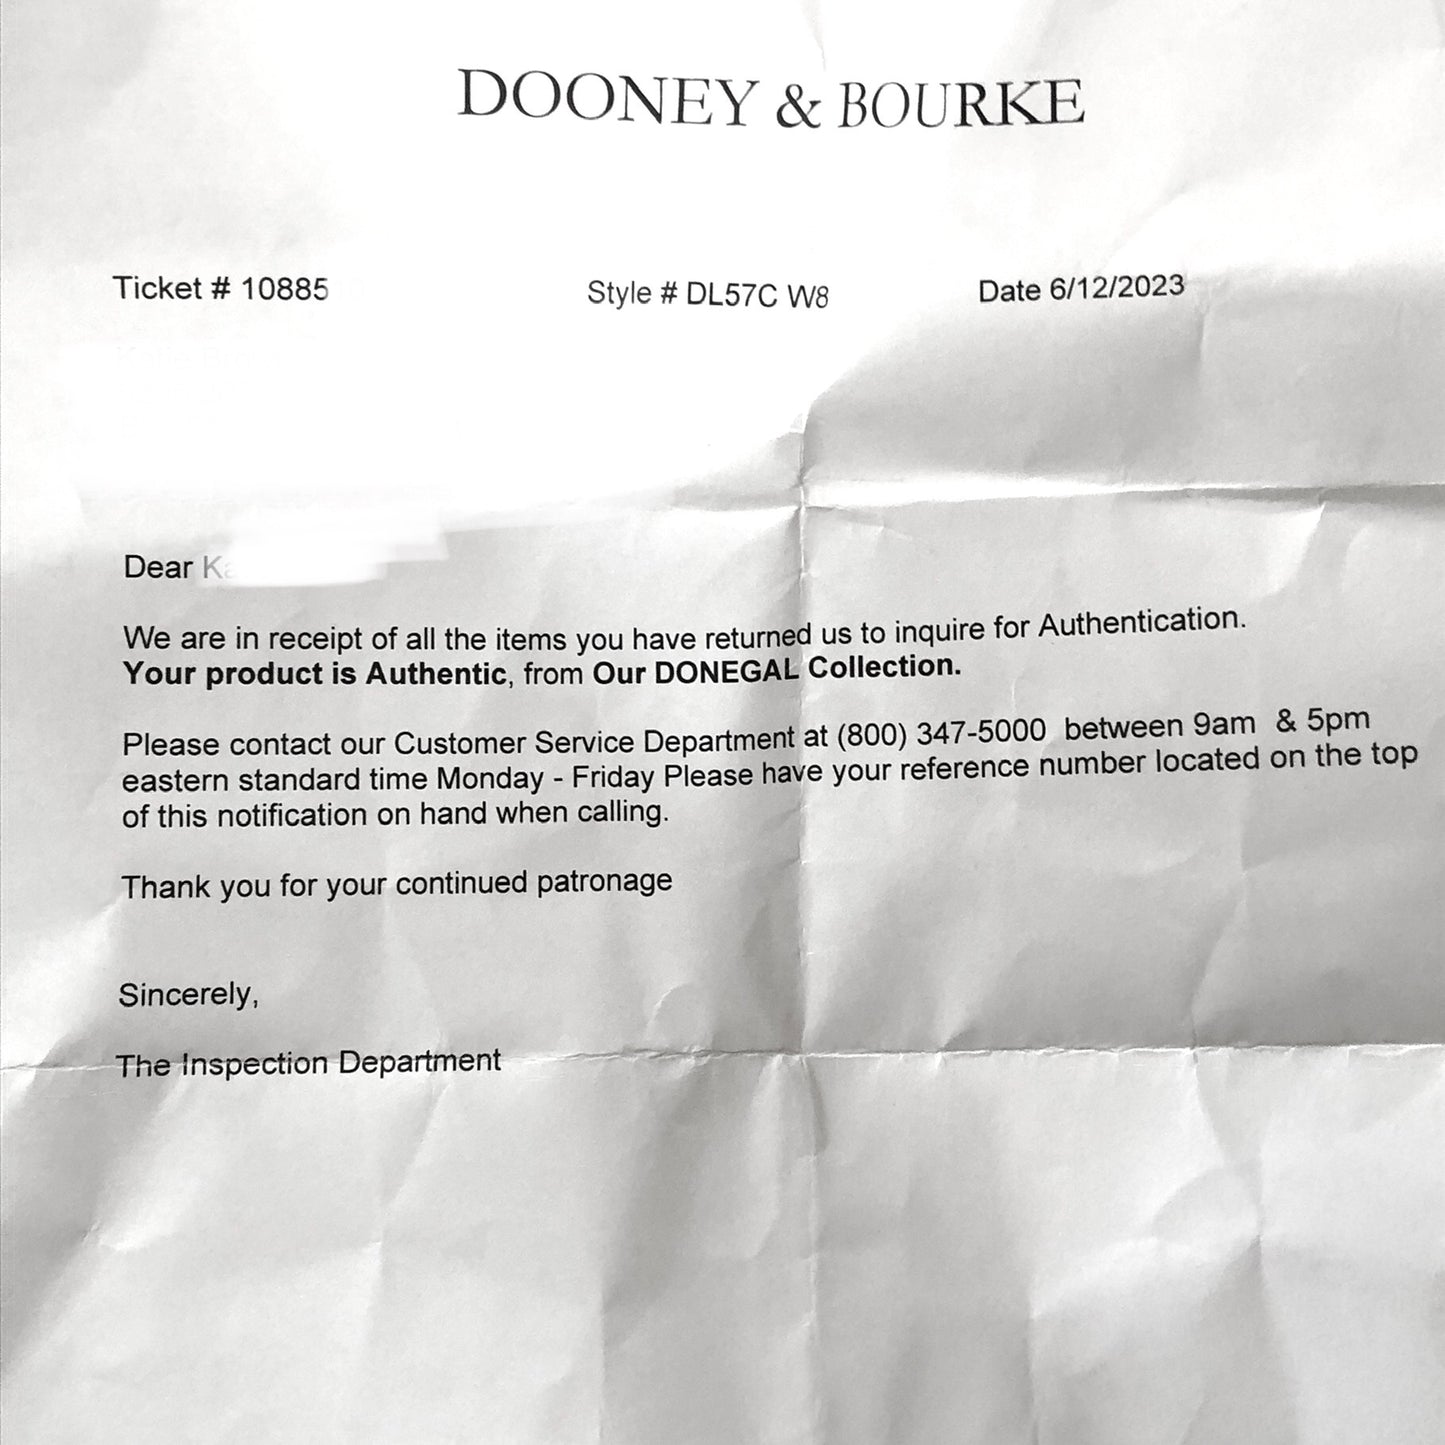 DOONEY & BOURKE
Ticket # 10885 Style # DL57C W8 Date 6/12/2023
Dear
We are in receipt of all the items you have returned us to inquire for Authentication.
Your product is Authentic, from Our DONEGAL Collection.
Please contact our Customer Service Department at (800) 347-5000 between 9am & 5pm
eastern standard time Monday - Friday Please have your reference number located on the top
of this notification on hand when calling.
Thank you for your continued patronage
Sincerely,
The Inspection Department